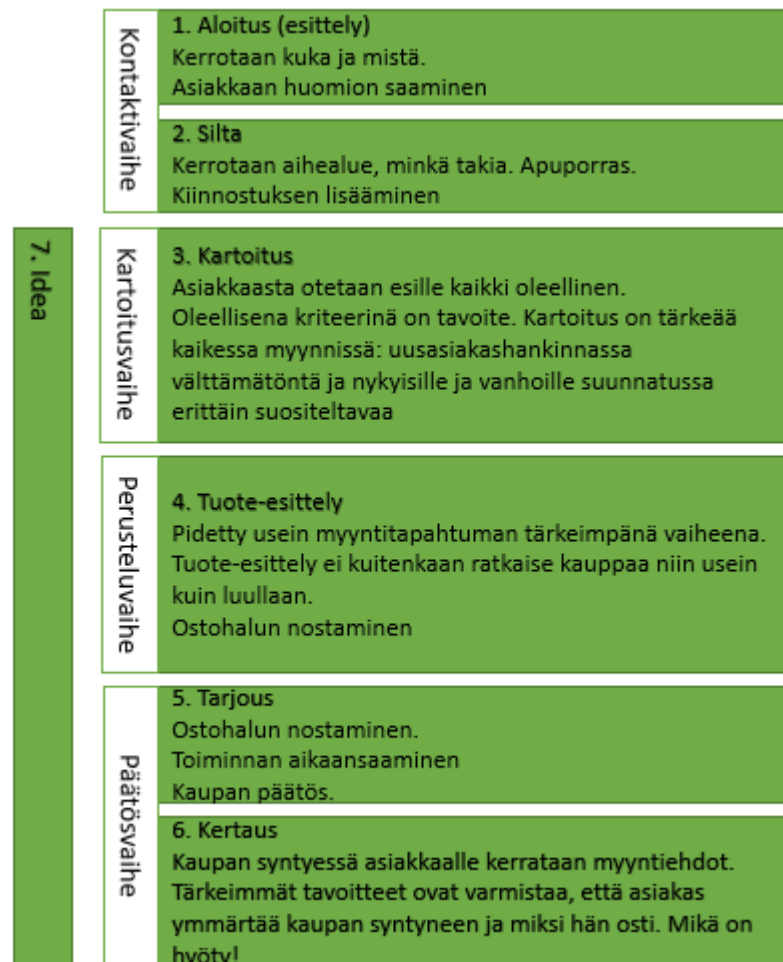 Kontaktivaihe
1. Aloitus (esittely)
Kerrotaan kuka ja mistä.
Asiakkaan huomion saaminen
2. Silta
Kerrotaan aihealue, minkä takia. Apuporras.
Kiinnostuksen lisääminen
7. Idea
Kartoitusvaihe
3. Kartoitus
Asiakkaasta otetaan esille kaikki oleellinen.
Oleellisena kriteerinä on tavoite. Kartoitus on tärkeää
kaikessa myynnissä: uusasiakashankinnassa
välttämätöntä ja nykyisille ja vanhoille suunnatussa
erittäin suositeltavaa
Perusteluvaihe
4. Tuote-esittely
Pidetty usein myyntitapahtuman tärkeimpänä vaiheena.
Tuote-esittely ei kuitenkaan ratkaise kauppaa niin usein
kuin luullaan.
Ostohalun nostaminen
Päätösvaihe
5. Tarjous
Ostohalun nostaminen.
Toiminnan aikaansaaminen
Kaupan päätös.
6. Kertaus
Kaupan syntyessä asiakkaalle kerrataan myyntiehdot.
Tärkeimmät tavoitteet ovat varmistaa, että asiakas
ymmärtää kaupan syntyneen ja miksi hän osti. Mikä on
hyöty!